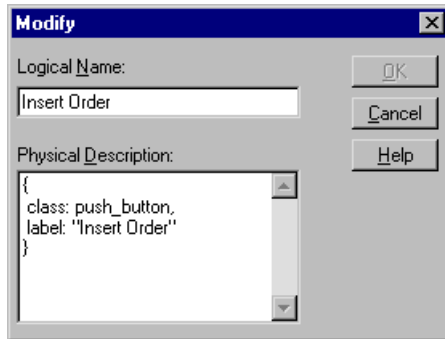 Modify
Logical Name:
OK
Insert Order
Cancel
Physical Description:
Help
{
class: push_button,
label: "Insert Order"
}